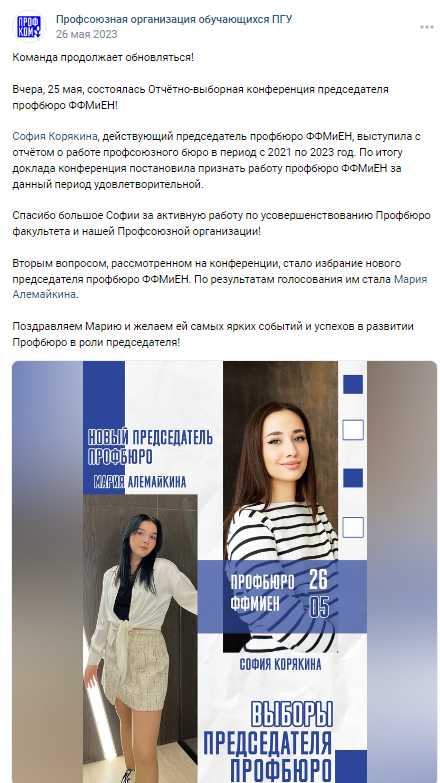 ПРОФ
КОМ
Профсоюзная организация обучающихся ПГУ
26 мая 2023
Команда продолжает обновляться!
Вчера, 25 мая, состоялась Отчётно-выборная конференция председателя
профбюро ФФМиЕН!
София Корякина, действующий председатель профбюро ФФМиЕН, выступила с
отчётом о работе профсоюзного бюро в период с 2021 по 2023 год. По итогу
доклада конференция постановила признать работу профбюро ФФМиЕН за
данный период удовлетворительной.
Спасибо большое Софии за активную работу по усовершенствованию Профбюро
факультета и нашей Профсоюзной организации!
Вторым вопросом, рассмотренном на конференции, стало избрание нового
председателя профбюро ФФМиЕН. По результатам голосования им стала Мария
Алемайкина.
Поздравляем Марию и желаем ей самых ярких событий и успехов в развитии
Профбюро в роли председателя!
НОВЫЙ ПРЕДСЕДАТЕЛЬ
ПРОФБЮРО
МАРИЯ АЛЕМАЙКИНА
ПРОФБЮРО 26
ФФМИЕН 05
СОФИЯ КОРЯКИНА
ВЫБОРЫ
ПРЕДСЕДАТЕЛЯ
ПРОФБЮРО